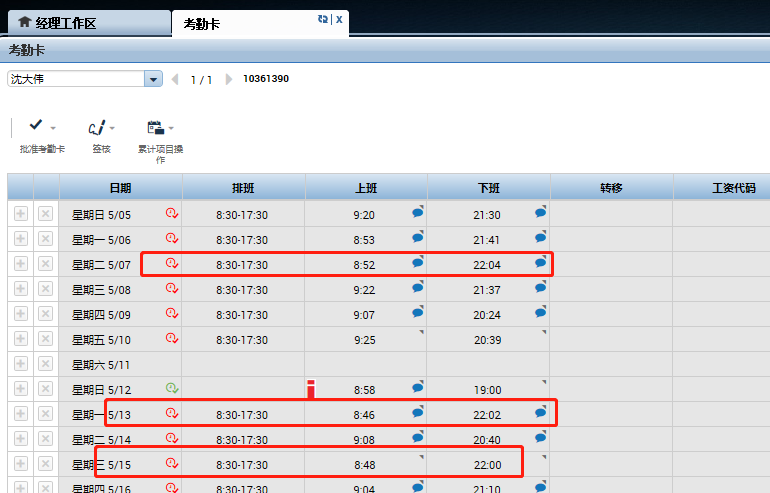 经理工作区
考勤卡 x
考勤卡
沈大伟 1 / 1 10361390
批准考勤卡 签核 累计项目操
作
日期 排班 上班 下班 转移 工资代码
星期日 5/05 8:30-17:30 9:20 21:30
星期一 5/06 8:30-17:30 8:53 21:41
星期二 5/07 8:30-17:30 8:52 22:04
星期三 5/08 8:30-17:30 9:22 21:37
星期四 5/09 8:30-17:30 9:07 20:24
星期五 5/10 8:30-17:30 9:25 20:39
星期六 5/11
星期日 5/12 8:58 19:00
星期一 5/13 8:30-17:30 8:46 22:02
星期二 5/14 8:30-17:30 9:08 20:40
星期三 5/15 8:30-17:30 8:48 22:00
星期四 5/16 8:30-17:30 9:04 21:10